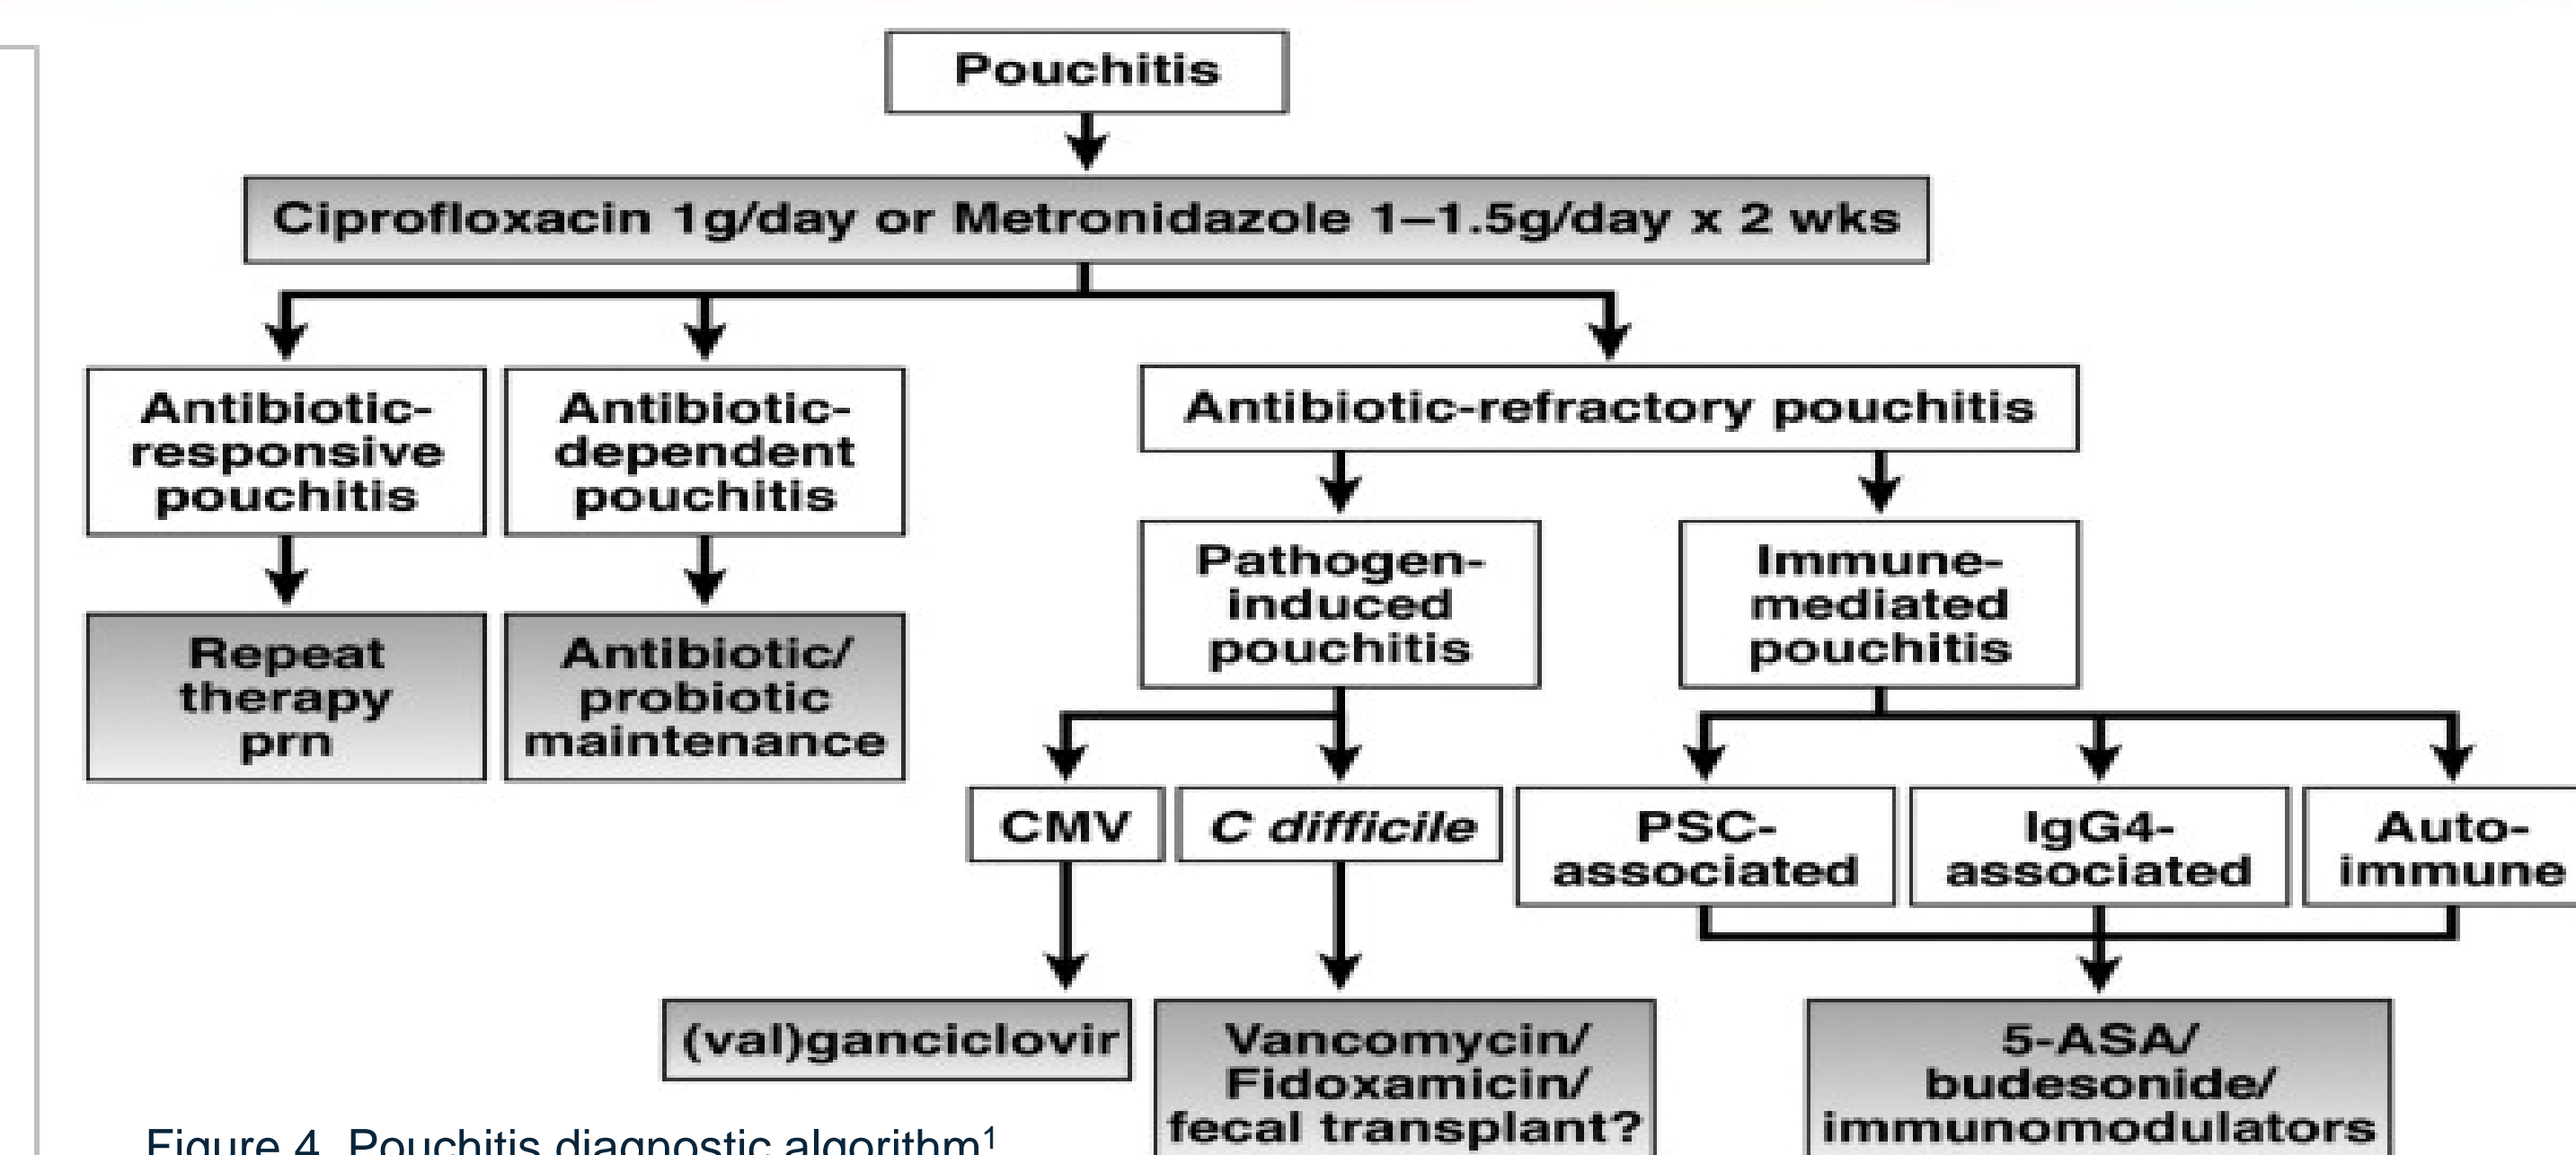 Pouchitis
Ciprofloxacin 1g/day or Metronidazole 1–1.5g/day x 2 wks
Antibiotic-
responsive
pouchitis
Antibiotic-
dependent
pouchitis
Antibiotic-refractory pouchitis
Repeat
therapy
prn
Antibiotic/
probiotic
maintenance
Pathogen-
induced
pouchitis
Immune-
mediated
pouchitis
CMV
C difficile
PSC-
associated
IgG4-
associated
Auto-
immune
(val)ganciclovir
Vancomycin/
Fidoxamicin/
fecal transplant?
5-ASA/
budesonide/
immunomodulators
Figure 4. Pouchitis diagnostic algorithm¹